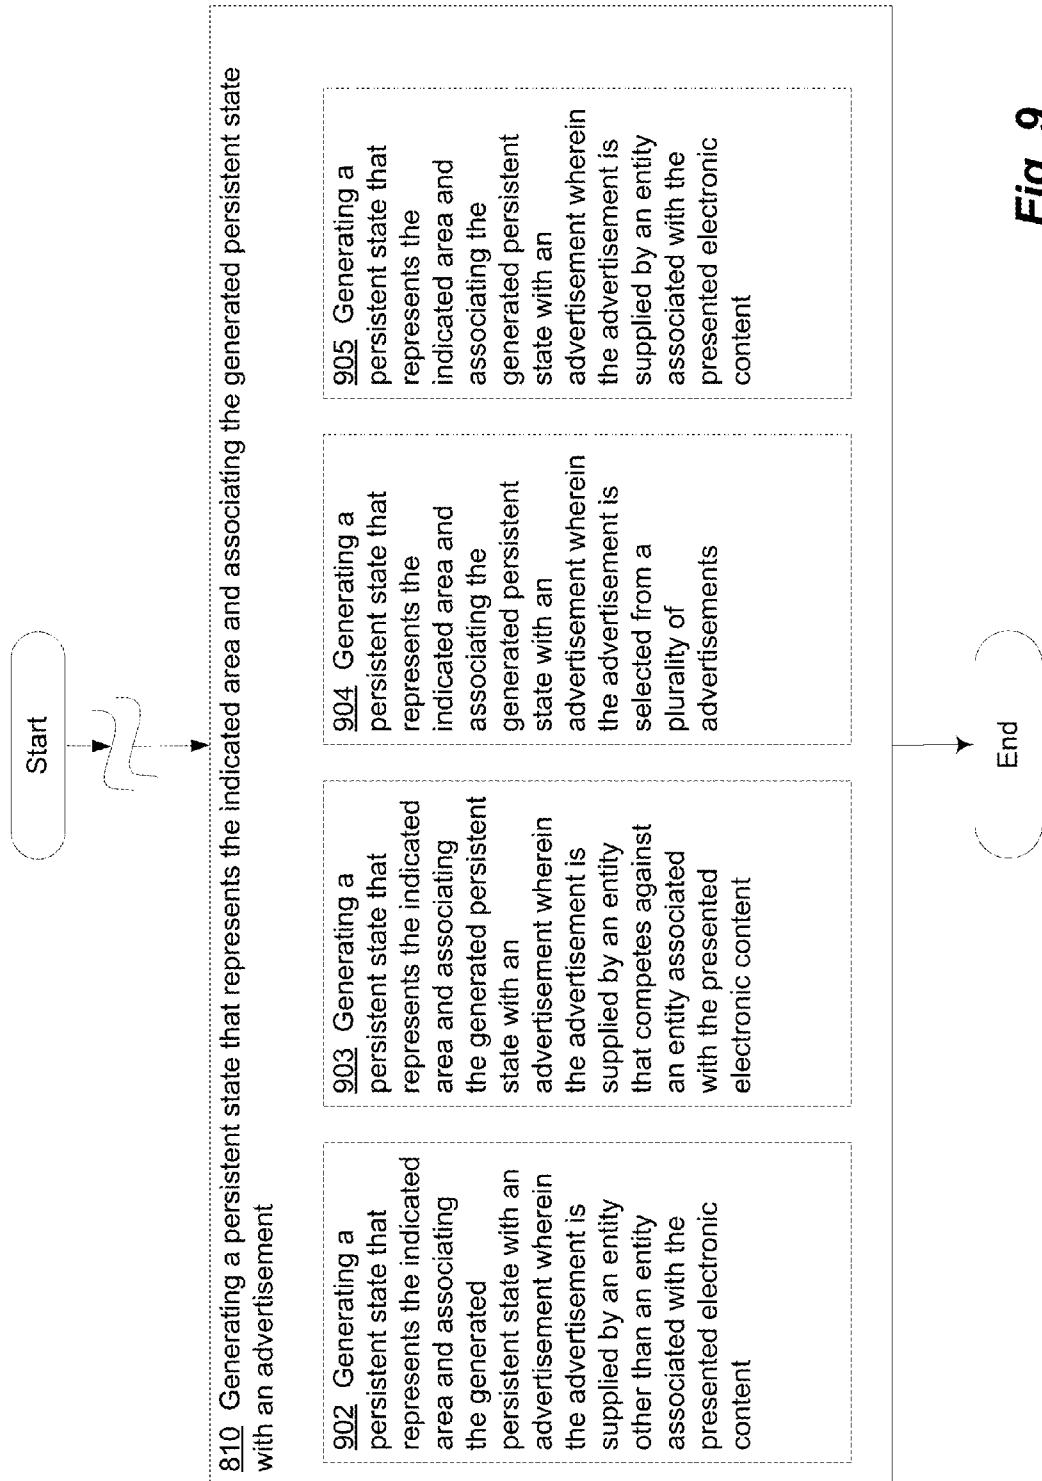 Start
810 Generating a persistent state that represents the indicated area and associating the generated persistent state
with an advertisement
902 Generating a
persistent state that
represents the indicated
area and associating
the generated
persistent state with an
advertisement wherein
the advertisement is
supplied by an entity
other than an entity
associated with the
presented electronic
content
903 Generating a
persistent state that
represents the indicated
area and associating
the generated persistent
state with an
advertisement wherein
the advertisement is
supplied by an entity
that competes against
an entity associated
with the presented
electronic content
904 Generating a
persistent state that
represents the
indicated area and
associating the
generated persistent
state with an
advertisement wherein
the advertisement is
selected from a
plurality of
advertisements
905 Generating a
persistent state that
represents the
indicated area and
associating the
generated persistent
state with an
advertisement wherein
the advertisement is
supplied by an entity
associated with the
presented electronic
content
End
Fig. 9